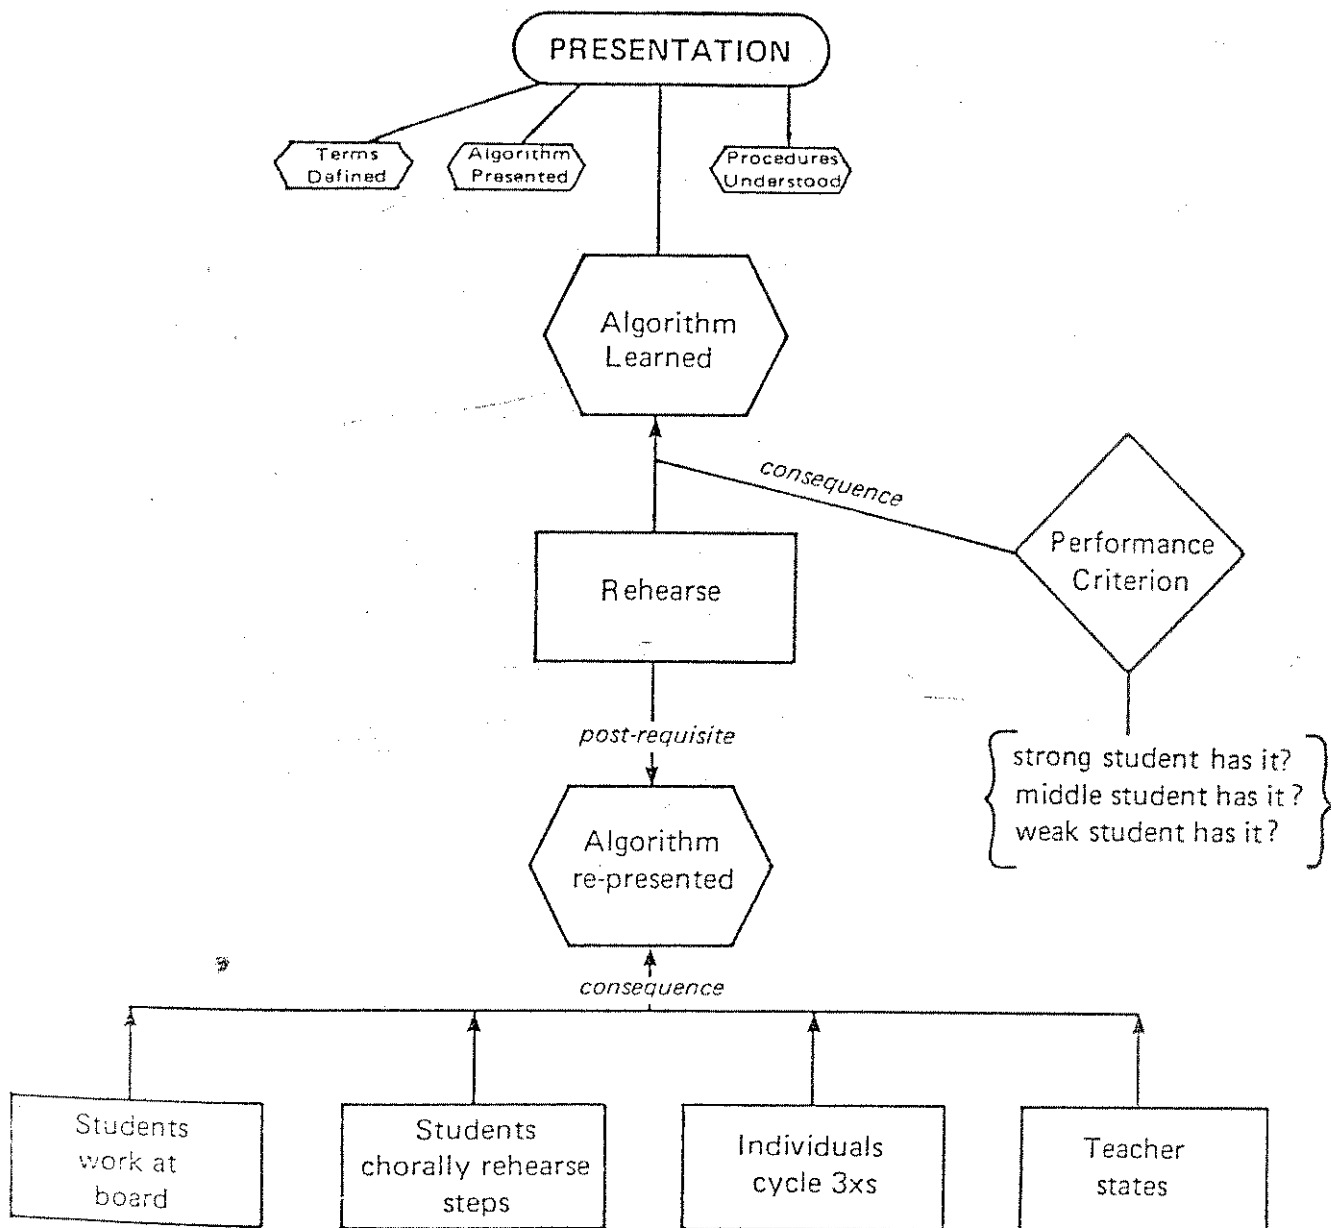 PRESENTATION
Terms
Defined
Algorithm
Presented
Procedures
Understood
Algorithm
Learned
consequence
Performance
Criterion
Rehearse
post-requisite
strong student has it?
middle student has it?
weak student has it?
Algorithm
re-presented
consequence
Students
work at
board
Students
chorally rehearse
steps
Individuals
cycle 3xs
Teacher
states